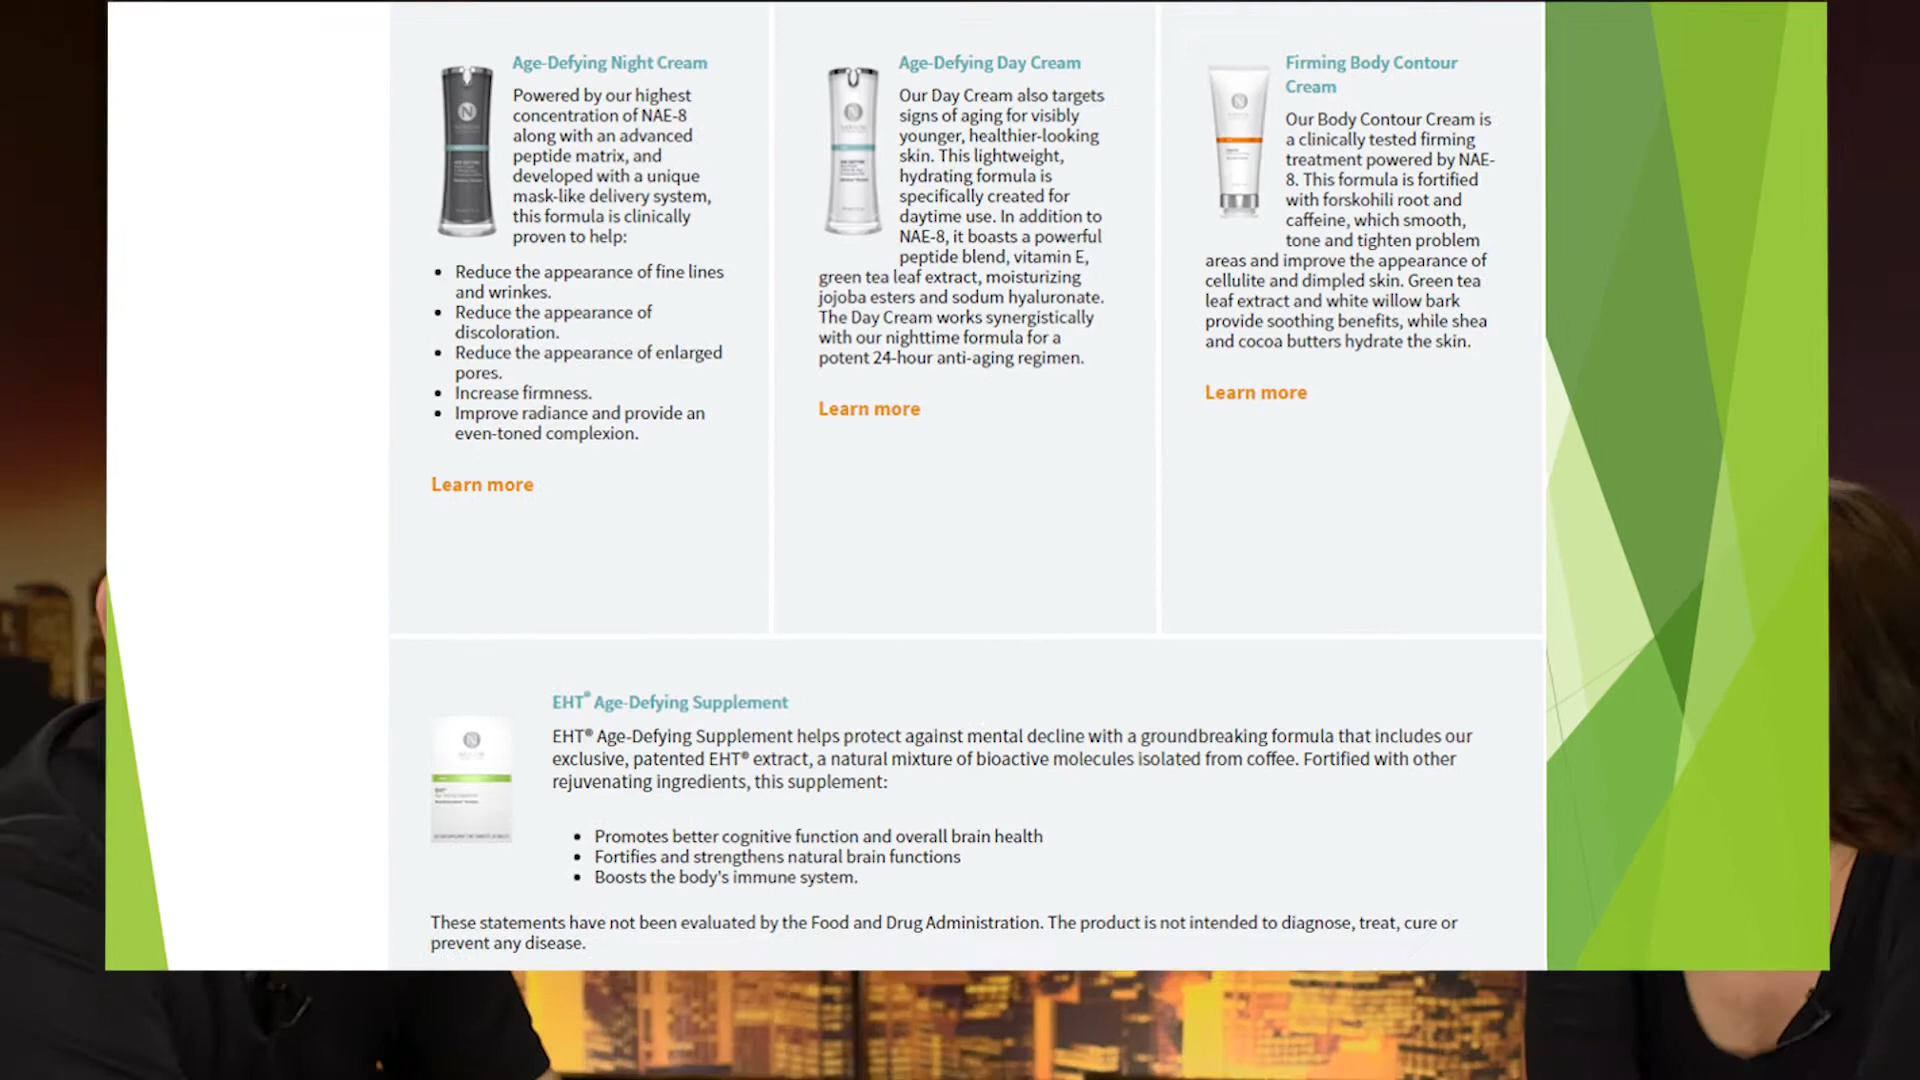 Age-Defying Night Cream
Powered by our highest
concentration of NAE-8
along with an advanced
peptide matrix, and
developed with a unique
mask-like delivery system,
this formula is clinically
proven to help:
• Reduce the appearance of fine lines
and wrinkes.
• Reduce the appearance of
discoloration.
• Reduce the appearance of enlarged
pores.
• Increase firmness.
• Improve radiance and provide an
even-toned complexion.
Learn more
Age-Defying Day Cream
Our Day Cream also targets
signs of aging for visibly
younger, healthier-looking
skin. This lightweight,
hydrating formula is
specifically created for
daytime use. In addition to
NAE-8, it boasts a powerful
peptide blend, vitamin E,
green tea leaf extract, moisturizing
jojoba esters and sodum hyaluronate.
The Day Cream works synergistically
with our nighttime formula for a
potent 24-hour anti-aging regimen.
Learn more
Firming Body Contour
Cream
Our Body Contour Cream is
a clinically tested firming
treatment powered by NAE-
8. This formula is fortified
with forskohili root and
caffeine, which smooth,
tone and tighten problem
areas and improve the appearance of
cellulite and dimpled skin. Green tea
leaf extract and white willow bark
provide soothing benefits, while shea
and cocoa butters hydrate the skin.
Learn more
EHT® Age-Defying Supplement
EHT® Age-Defying Supplement helps protect against mental decline with a groundbreaking formula that includes our
exclusive, patented EHT® extract, a natural mixture of bioactive molecules isolated from coffee. Fortified with other
rejuvenating ingredients, this supplement:
• Promotes better cognitive function and overall brain health
• Fortifies and strengthens natural brain functions
• Boosts the body's immune system.
These statements have not been evaluated by the Food and Drug Administration. The product is not intended to diagnose, treat, cure or
prevent any disease.